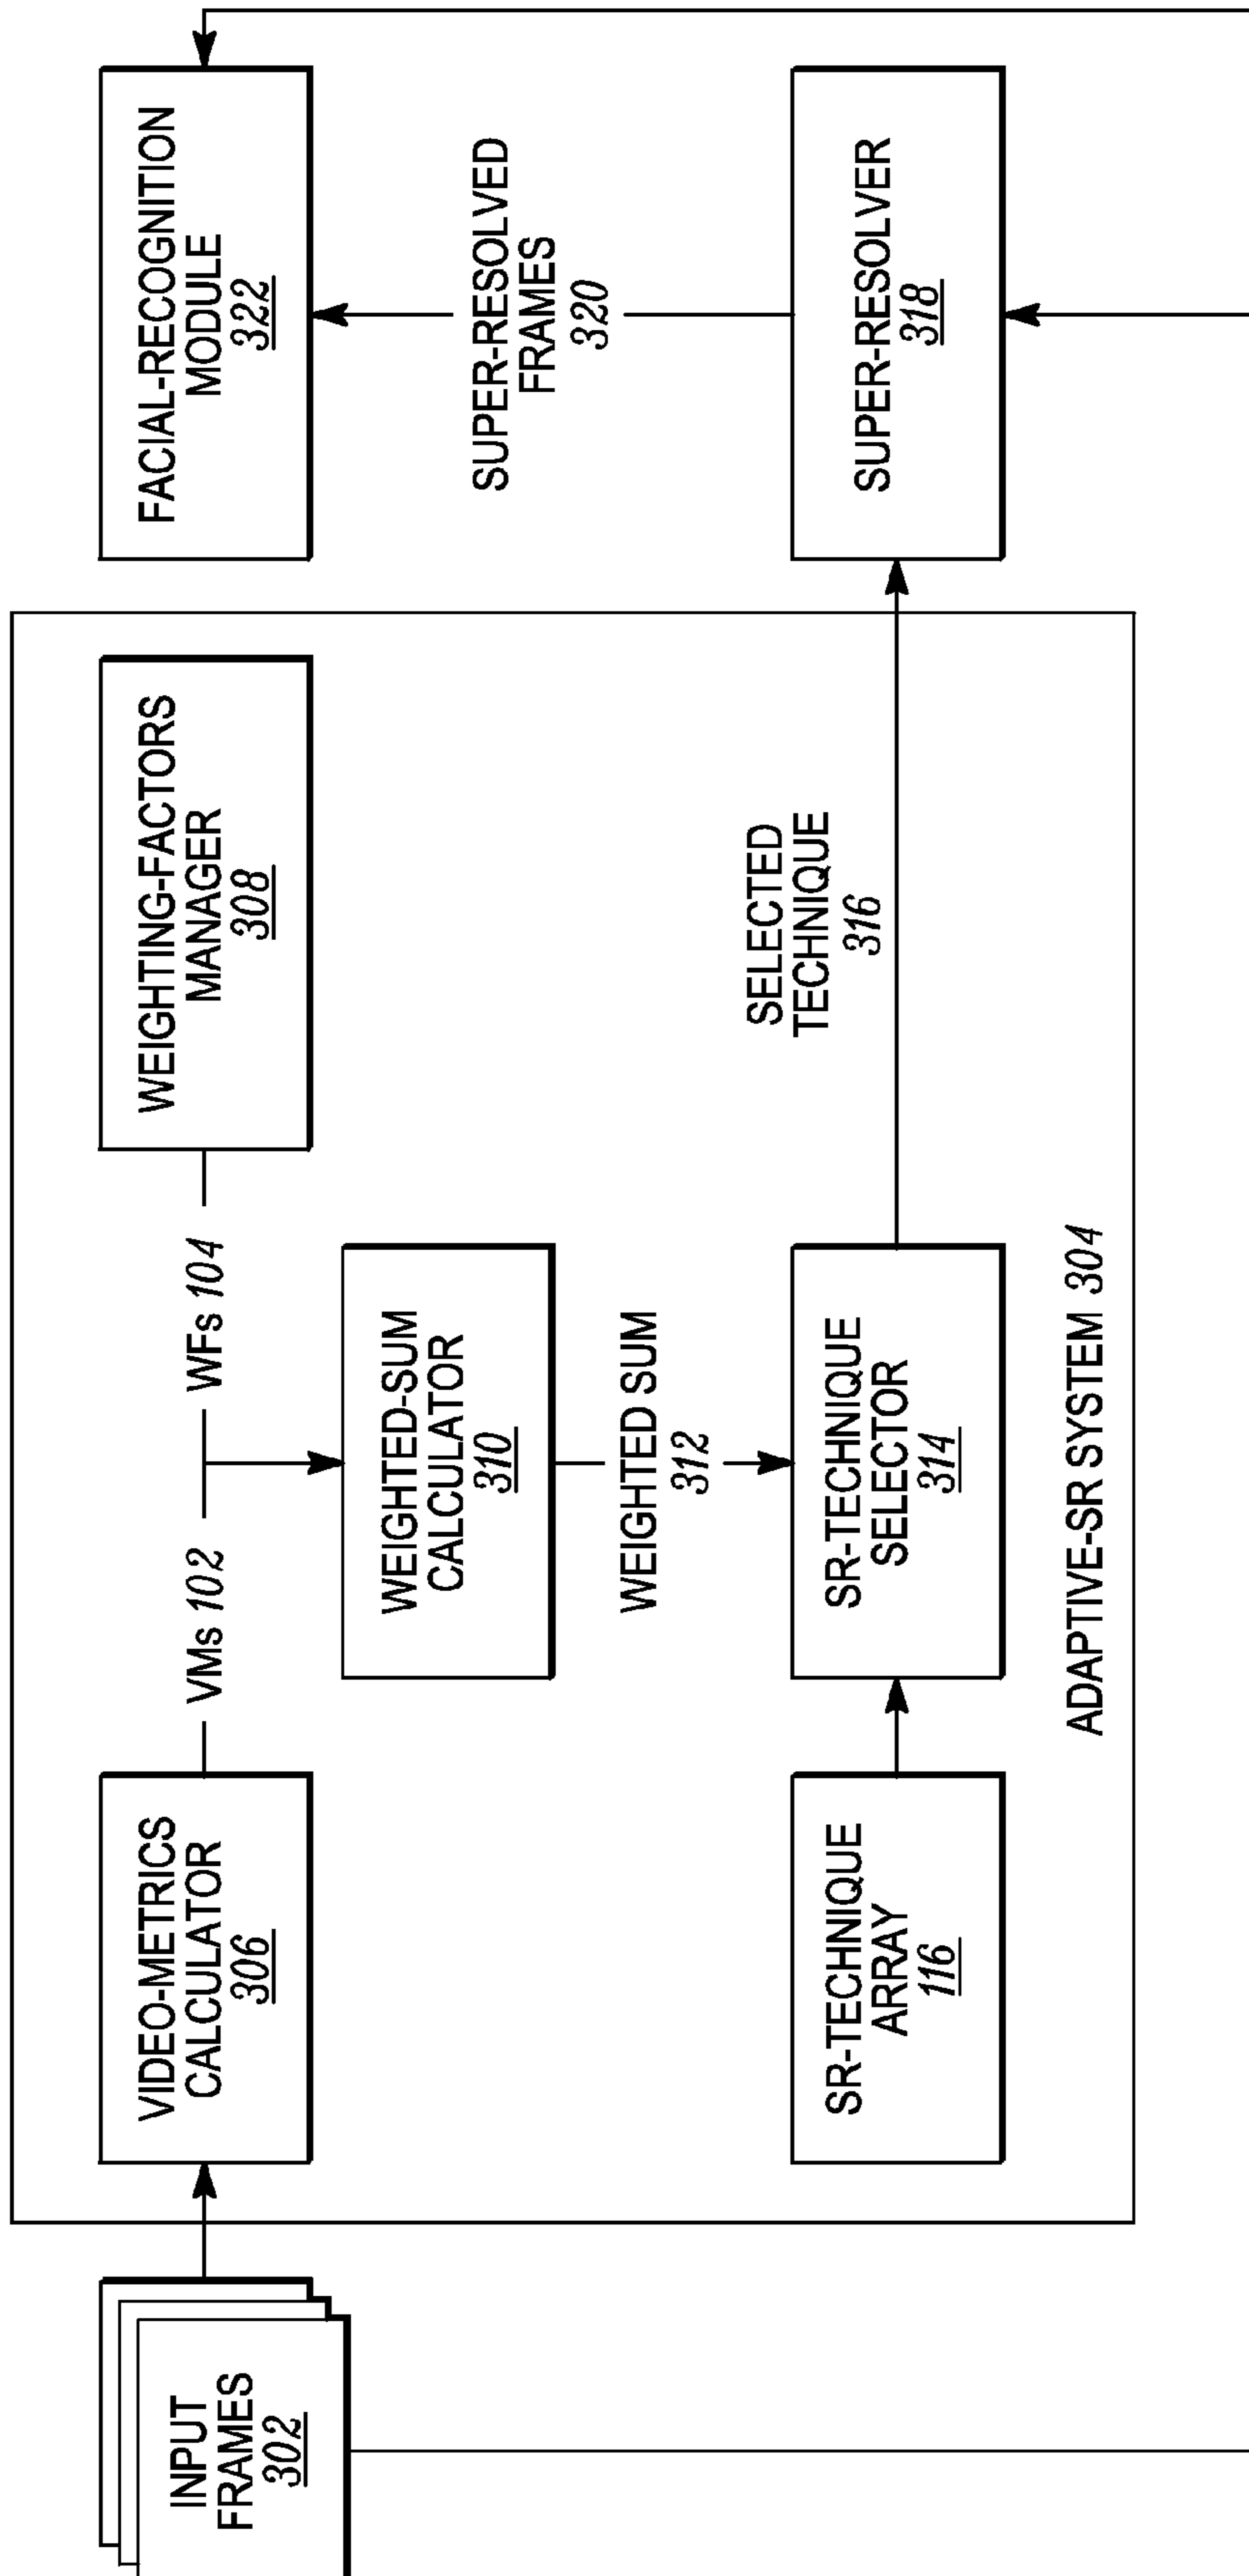 INPUT
FRAMES
302
VIDEO-METRICS
CALCULATOR
306
VMs 102
WFs 104
WEIGHTING-FACTORS
MANAGER
308
FACIAL-RECOGNITION
MODULE
322
WEIGHTED-SUM
CALCULATOR
310
WEIGHTED SUM
312
SUPER-RESOLVED
FRAMES
320
SR-TECHNIQUE
ARRAY
116
SR-TECHNIQUE
SELECTOR
314
SELECTED
TECHNIQUE
316
SUPER-RESOLVER
318
ADAPTIVE-SR SYSTEM 304